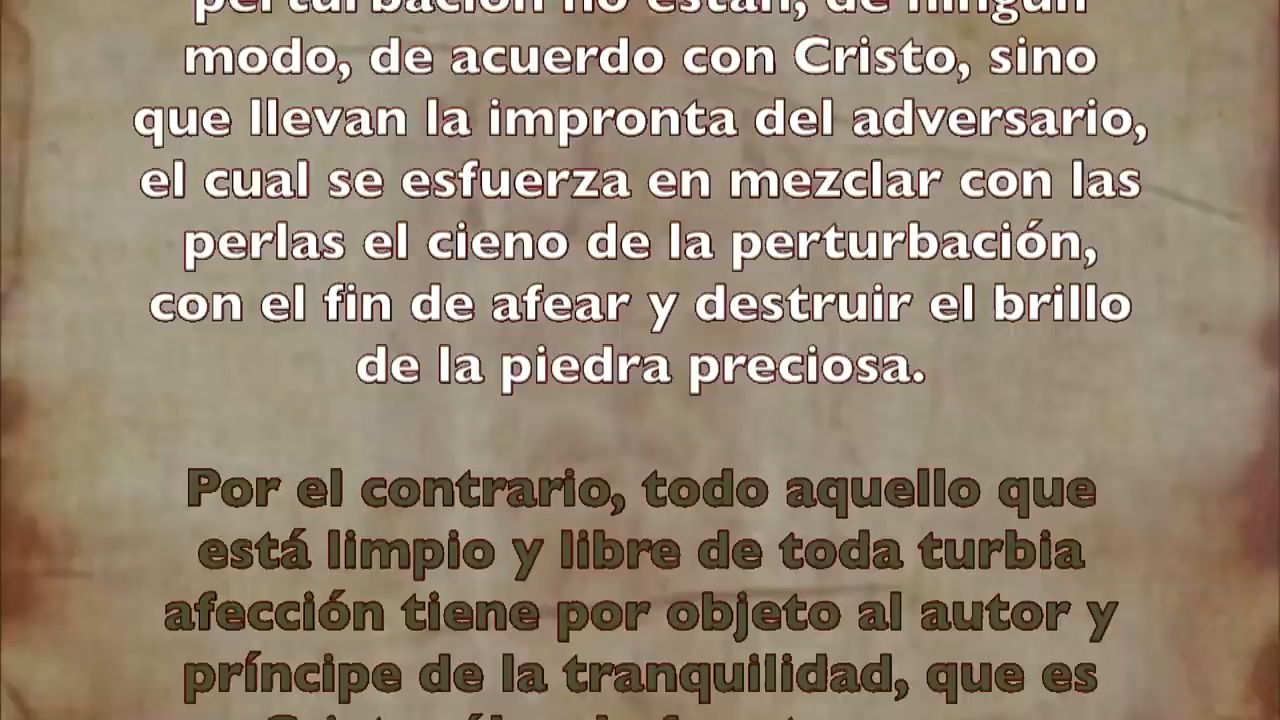 perturbación no están, de ningún
modo, de acuerdo con Cristo, sino
que llevan la impronta del adversario,
el cual se esfuerza en mezclar con las
perlas el cieno de la perturbación,
con el fin de afear y destruir el brillo
de la piedra preciosa.
Por el contrario, todo aquello que
está limpio y libre de toda turbia
afección tiene por objeto al autor y
príncipe de la tranquilidad, que es